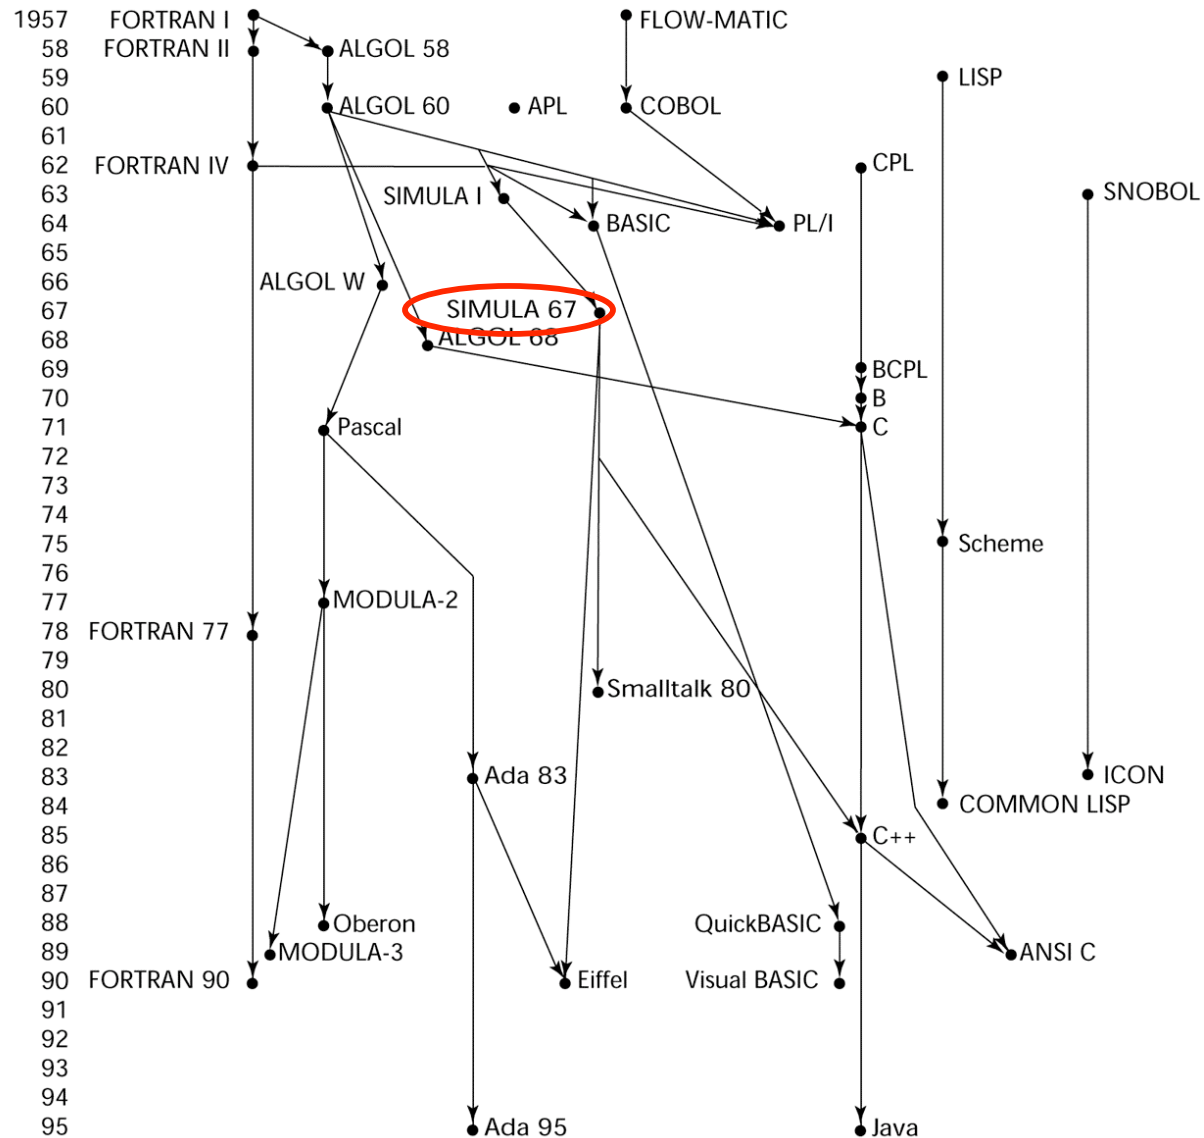 1957 FORTRAN I FLOW-MATIC
58 FORTRAN II ALGOL 58
59 LISP
60 ALGOL 60 APL COBOL
61
62 FORTRAN IV CPL
63 SIMULA I SNOBOL
64 BASIC PL/I
65
66 ALGOL W
67 SIMULA 67
68 ALGOL 68
69 BCPL
70 B
71 Pascal C
72
73
74
75 Scheme
76
77 MODULA-2
78 FORTRAN 77
79
80 Smalltalk 80
81
82
83 Ada 83 ICON
84 COMMON LISP
85 C++
86
87
88 Oberon QuickBASIC
89 MODULA-3 ANSI C
90 FORTRAN 90 Eiffel Visual BASIC
91
92
93
94
95 Ada 95 Java